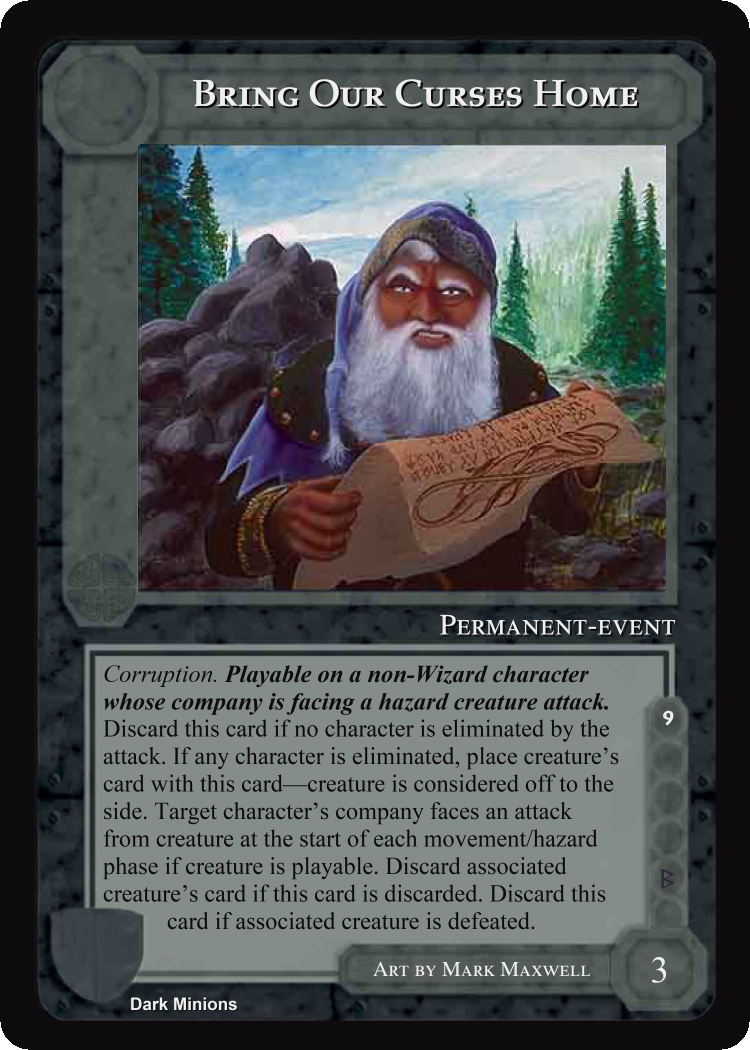 Bring Our Curses Home
Permanent-event
Corruption. Playable on a non-Wizard character
whose company is facing a hazard creature attack.
Discard this card if no character is eliminated by the
attack. If any character is eliminated, place creature's
card with this card—creature is considered off to the
side. Target character's company faces an attack
from creature at the start of each movement/hazard
phase if creature is playable. Discard associated
creature's card if this card is discarded. Discard this
card if associated creature is defeated.
9
ᛒ
Art by Mark Maxwell
3
Dark Minions